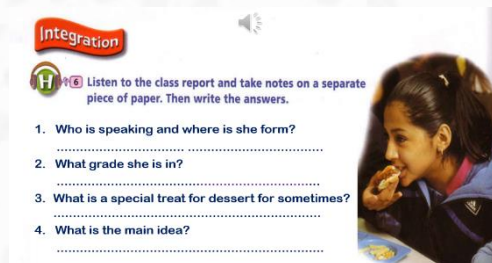 Integration
H 6 Listen to the class report and take notes on a separate
piece of paper. Then write the answers.
1. Who is speaking and where is she form?
.......................................................................
2. What grade she is in?
.......................................................................
3. What is a special treat for dessert for sometimes?
.......................................................................
4. What is the main idea?
.......................................................................